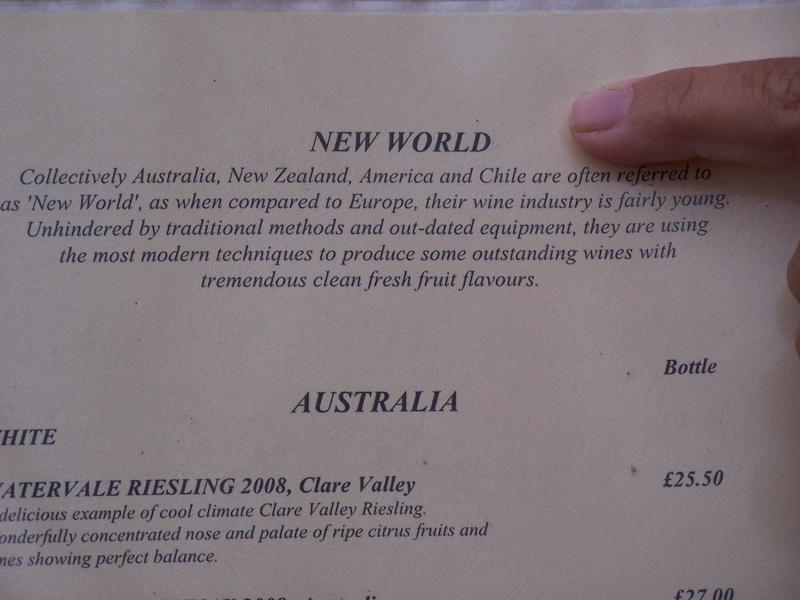 NEW WORLD
Collectively Australia, New Zealand, America and Chile are often referred to
as 'New World', as when compared to Europe, their wine industry is fairly young.
Unhindered by traditional methods and out-dated equipment, they are using
the most modern techniques to produce some outstanding wines with
tremendous clean fresh fruit flavours.
Bottle
AUSTRALIA
HITE
ATERVALE RIESLING 2008, Clare Valley £25.50
delicious example of cool climate Clare Valley Riesling.
onderfully concentrated nose and palate of ripe citrus fruits and
mes showing perfect balance.
2008, Australia £27.00